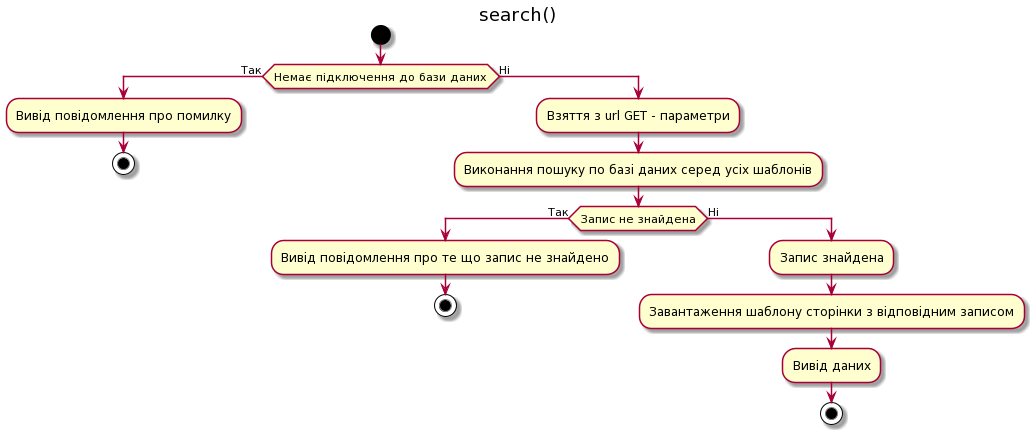 search()
Так
Немає підключення до бази даних
Ні
Вивід повідомлення про помилку
Взяття з url GET - параметри
Виконання пошуку по базі даних серед усіх шаблонів
Так
Запис не знайдена
Ні
Вивід повідомлення про те що запис не знайдено
Запис знайдена
Завантаження шаблону сторінки з відповідним записом
Вивід даних